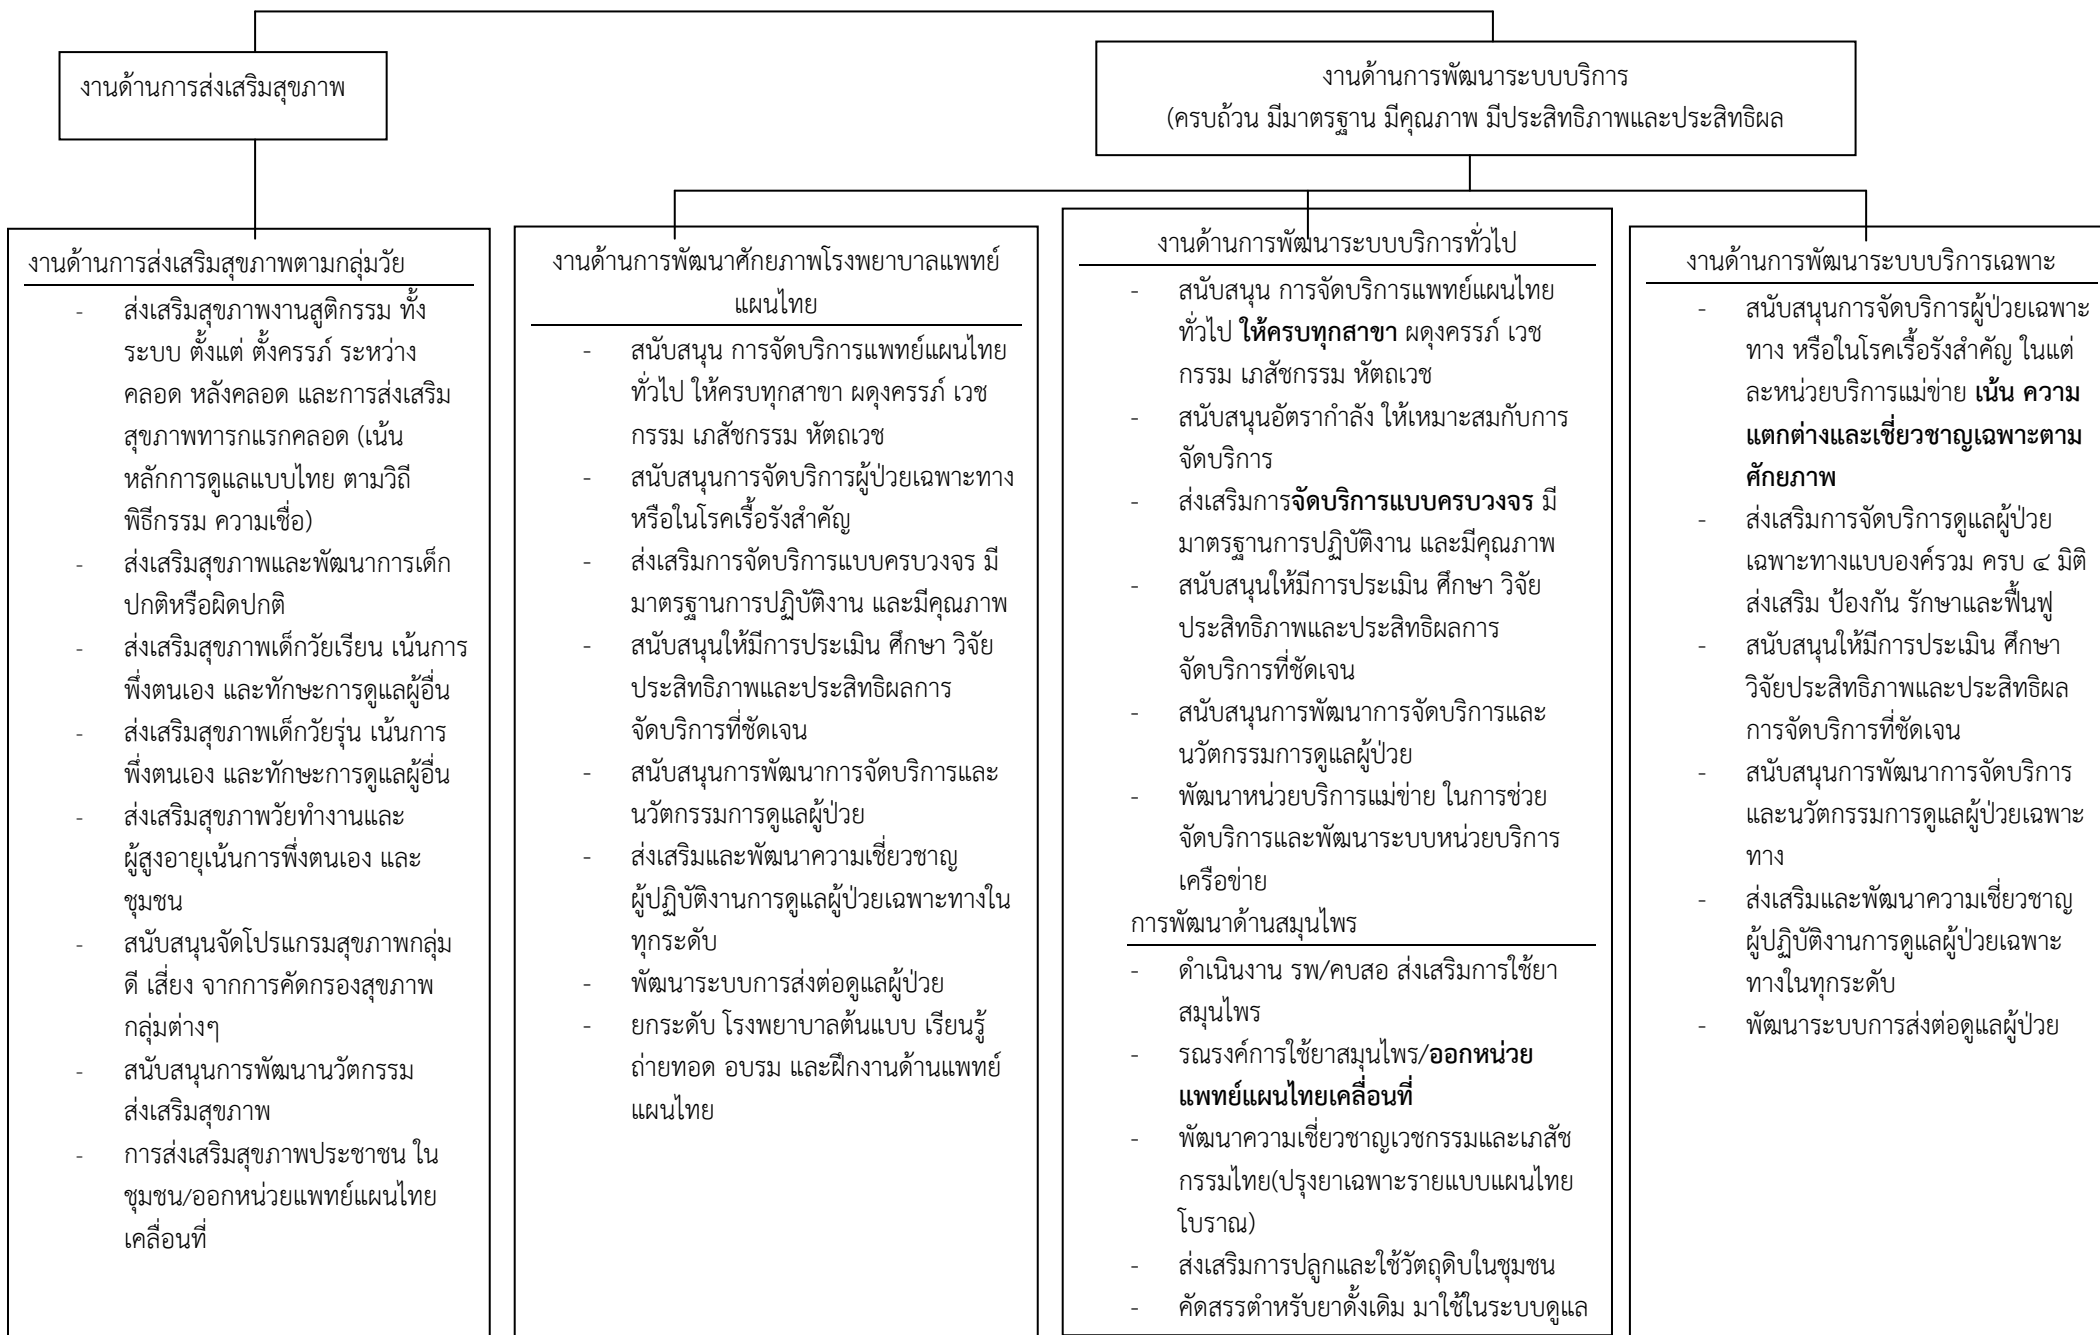 งานด้านการส่งเสริมสุขภาพ
งานด้านการพัฒนาระบบบริการ
(ครบถ้วน มีมาตรฐาน มีคุณภาพ มีประสิทธิภาพและประสิทธิผล
งานด้านการส่งเสริมสุขภาพตามกลุ่มวัย
- ส่งเสริมสุขภาพงานสูติกรรม ทั้ง
ระบบ ตั้งแต่ ตั้งครรภ์ ระหว่าง
คลอด หลังคลอด และการส่งเสริม
สุขภาพทารกแรกคลอด (เน้น
หลักการดูแลแบบไทย ตามวิถี
พิธีกรรม ความเชื่อ)
- ส่งเสริมสุขภาพและพัฒนาการเด็ก
ปกติหรือผิดปกติ
- ส่งเสริมสุขภาพเด็กวัยเรียน เน้นการ
พึ่งตนเอง และทักษะการดูแลผู้อื่น
- ส่งเสริมสุขภาพเด็กวัยรุ่น เน้นการ
พึ่งตนเอง และทักษะการดูแลผู้อื่น
- ส่งเสริมสุขภาพวัยทำงานและ
ผู้สูงอายุเน้นการพึ่งตนเอง และ
ชุมชน
- สนับสนุนจัดโปรแกรมสุขภาพกลุ่ม
ดี เสี่ยง จากการคัดกรองสุขภาพ
กลุ่มต่างๆ
- สนับสนุนการพัฒนานวัตกรรม
ส่งเสริมสุขภาพ
- การส่งเสริมสุขภาพประชาชน ใน
ชุมชน/ออกหน่วยแพทย์แผนไทย
เคลื่อนที่
งานด้านการพัฒนาศักยภาพโรงพยาบาลแพทย์
แผนไทย
- สนับสนุน การจัดบริการแพทย์แผนไทย
ทั่วไป ให้ครบทุกสาขา ผดุงครรภ์ เวช
กรรม เภสัชกรรม หัตถเวช
- สนับสนุนการจัดบริการผู้ป่วยเฉพาะทาง
หรือในโรคเรื้อรังสำคัญ
- ส่งเสริมการจัดบริการแบบครบวงจร มี
มาตรฐานการปฏิบัติงาน และมีคุณภาพ
- สนับสนุนให้มีการประเมิน ศึกษา วิจัย
ประสิทธิภาพและประสิทธิผลการ
จัดบริการที่ชัดเจน
- สนับสนุนการพัฒนาการจัดบริการและ
นวัตกรรมการดูแลผู้ป่วย
- ส่งเสริมและพัฒนาความเชี่ยวชาญ
ผู้ปฏิบัติงานการดูแลผู้ป่วยเฉพาะทางใน
ทุกระดับ
- พัฒนาระบบการส่งต่อดูแลผู้ป่วย
- ยกระดับ โรงพยาบาลต้นแบบ เรียนรู้
ถ่ายทอด อบรม และฝึกงานด้านแพทย์
แผนไทย
งานด้านการพัฒนาระบบบริการทั่วไป
- สนับสนุน การจัดบริการแพทย์แผนไทย
ทั่วไป ให้ครบทุกสาขา ผดุงครรภ์ เวช
กรรม เภสัชกรรม หัตถเวช
- สนับสนุนอัตรากำลัง ให้เหมาะสมกับการ
จัดบริการ
- ส่งเสริมการจัดบริการแบบครบวงจร มี
มาตรฐานการปฏิบัติงาน และมีคุณภาพ
- สนับสนุนให้มีการประเมิน ศึกษา วิจัย
ประสิทธิภาพและประสิทธิผลการ
จัดบริการที่ชัดเจน
- สนับสนุนการพัฒนาการจัดบริการและ
นวัตกรรมการดูแลผู้ป่วย
- พัฒนาหน่วยบริการแม่ข่าย ในการช่วย
จัดบริการและพัฒนาระบบหน่วยบริการ
เครือข่าย
การพัฒนาด้านสมุนไพร
- ดำเนินงาน รพ/คบสอ ส่งเสริมการใช้ยา
สมุนไพร
- รณรงค์การใช้ยาสมุนไพร/ออกหน่วย
แพทย์แผนไทยเคลื่อนที่
- พัฒนาความเชี่ยวชาญเวชกรรมและเภสัช
กรรมไทย(ปรุงยาเฉพาะรายแบบแผนไทย
โบราณ)
- ส่งเสริมการปลูกและใช้วัตถุดิบในชุมชน
- คัดสรรตำหรับยาดั้งเดิม มาใช้ในระบบดูแล
งานด้านการพัฒนาระบบบริการเฉพาะ
- สนับสนุนการจัดบริการผู้ป่วยเฉพาะ
ทาง หรือในโรคเรื้อรังสำคัญ ในแต่
ละหน่วยบริการแม่ข่าย เน้น ความ
แตกต่างและเชี่ยวชาญเฉพาะตาม
ศักยภาพ
- ส่งเสริมการจัดบริการดูแลผู้ป่วย
เฉพาะทางแบบองค์รวม ครบ ๔ มิติ
ส่งเสริม ป้องกัน รักษาและฟื้นฟู
- สนับสนุนให้มีการประเมิน ศึกษา
วิจัยประสิทธิภาพและประสิทธิผล
การจัดบริการที่ชัดเจน
- สนับสนุนการพัฒนาการจัดบริการ
และนวัตกรรมการดูแลผู้ป่วยเฉพาะ
ทาง
- ส่งเสริมและพัฒนาความเชี่ยวชาญ
ผู้ปฏิบัติงานการดูแลผู้ป่วยเฉพาะ
ทางในทุกระดับ
- พัฒนาระบบการส่งต่อดูแลผู้ป่วย